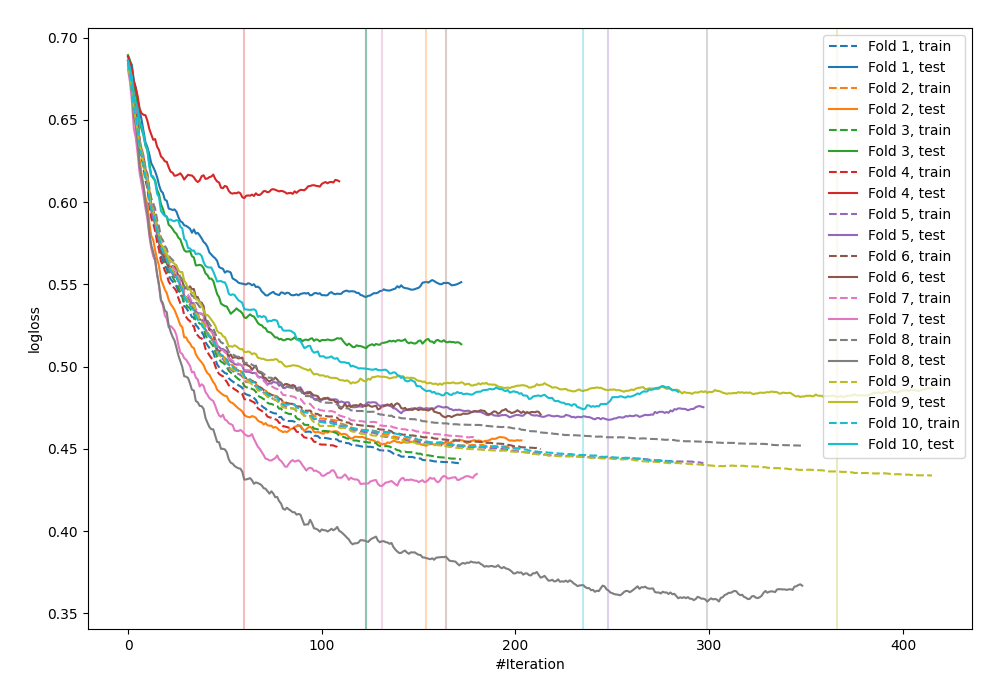 0.70
0.65
0.60
0.55
0.50
0.45
0.40
0.35
logloss
0
100
200
300
400
#Iteration
Fold 1, train
Fold 1, test
Fold 2, train
Fold 2, test
Fold 3, train
Fold 3, test
Fold 4, train
Fold 4, test
Fold 5, train
Fold 5, test
Fold 6, train
Fold 6, test
Fold 7, train
Fold 7, test
Fold 8, train
Fold 8, test
Fold 9, train
Fold 9, test
Fold 10, train
Fold 10, test